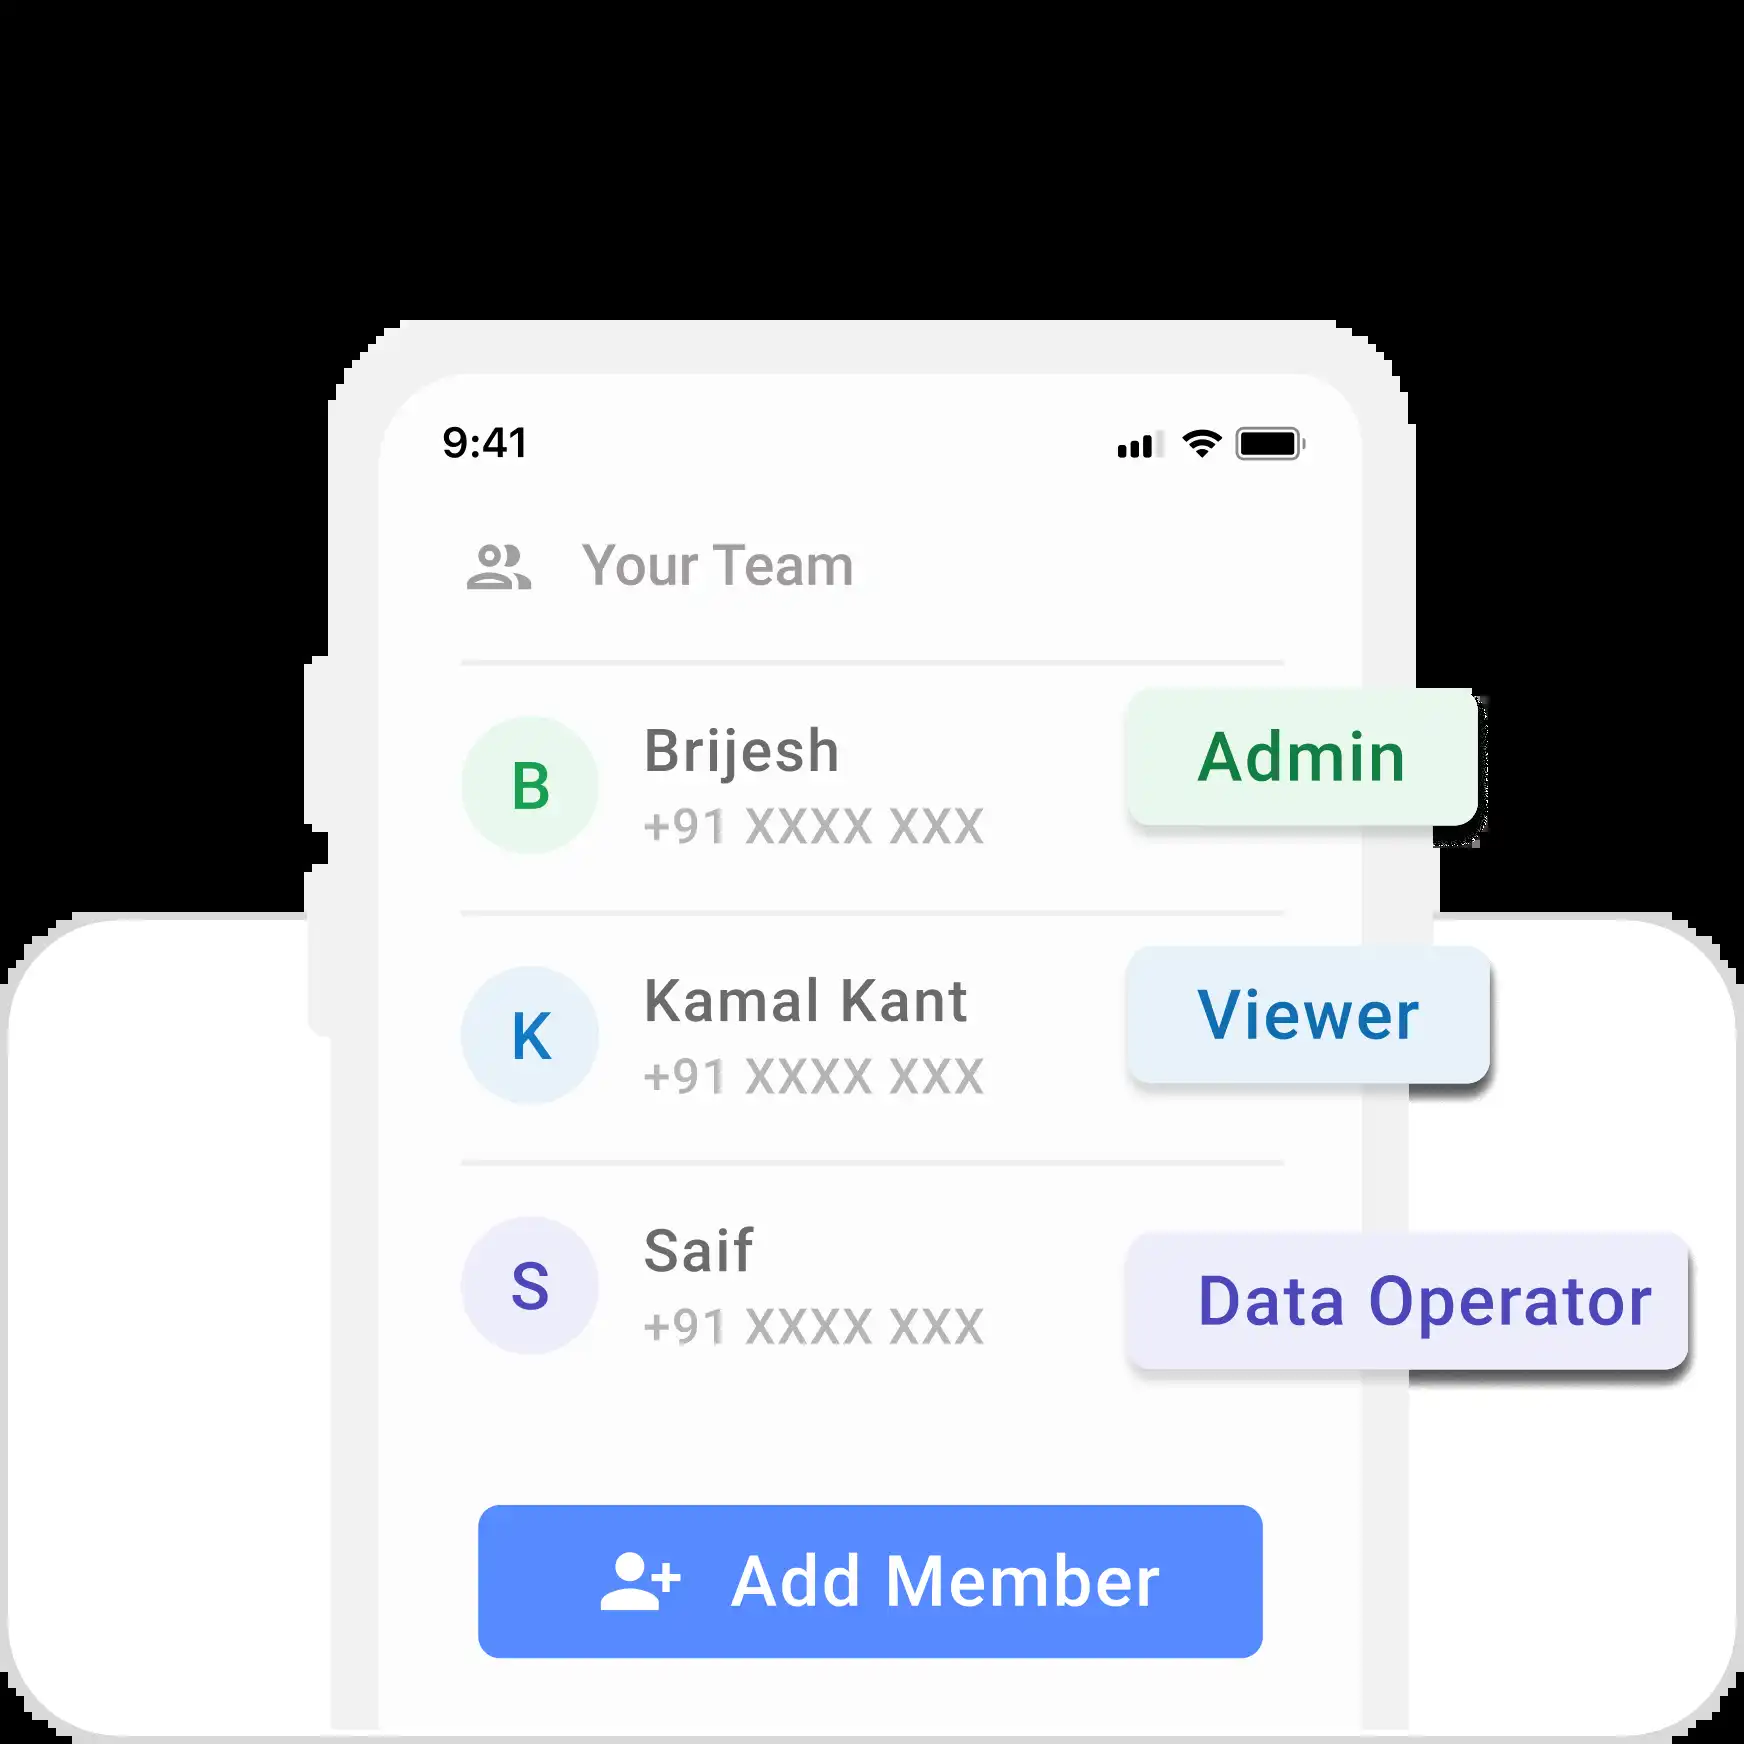 9:41
Your Team
B
Brijesh
+91 XXXX XXX
Admin
K
Kamal Kant
+91 XXXX XXX
Viewer
S
Saif
+91 XXXX XXX
Data Operator
Add Member